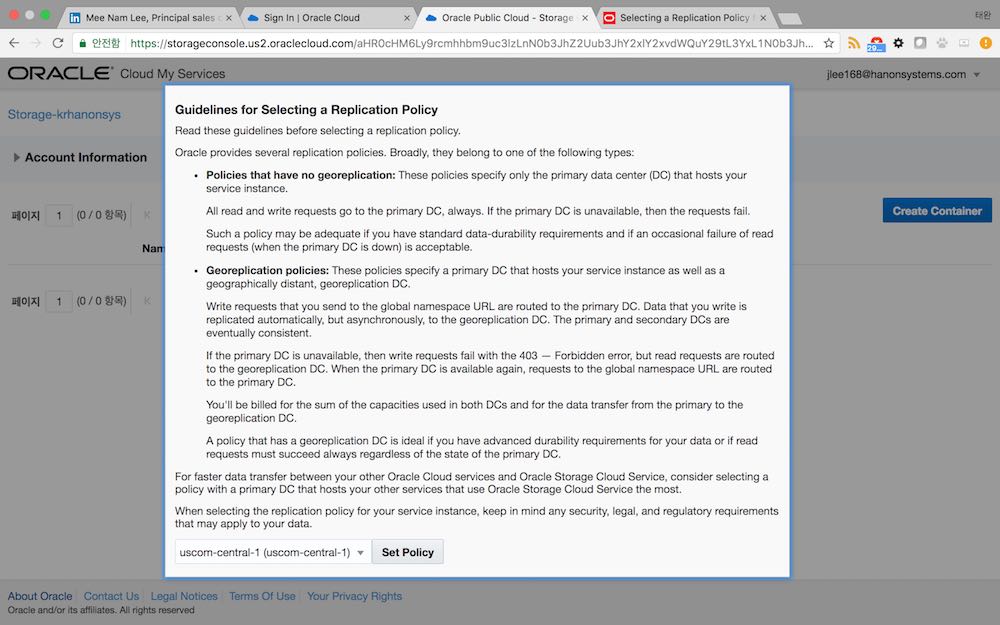 Mee Nam Lee, Principal sales c
Sign In | Oracle Cloud
Oracle Public Cloud - Storage
Selecting a Replication Policy
태완
안전함
https://storageconsole.us2.oraclecloud.com/aHR0cHM6Ly9rcmhhbm9uc3lzLnN0b3JhZ2Uub3JhY2xlY2xvdWQuY29tL3YxL1N0b3Jh...
29...
ORACLE Cloud My Services
jlee168@hanonsystems.com
Storage-krhanonsys
Account Information
페이지 1 (0 / 0 항목) K
Create Container
Nam
페이지 1 (0 / 0 항목) K
Guidelines for Selecting a Replication Policy
Read these guidelines before selecting a replication policy.
Oracle provides several replication policies. Broadly, they belong to one of the following types:
• Policies that have no georeplication: These policies specify only the primary data center (DC) that hosts your
service instance.
All read and write requests go to the primary DC, always. If the primary DC is unavailable, then the requests fail.
Such a policy may be adequate if you have standard data-durability requirements and if an occasional failure of read
requests (when the primary DC is down) is acceptable.
• Georeplication policies: These policies specify a primary DC that hosts your service instance as well as a
geographically distant, georeplication DC.
Write requests that you send to the global namespace URL are routed to the primary DC. Data that you write is
replicated automatically, but asynchronously, to the georeplication DC. The primary and secondary DCs are
eventually consistent.
If the primary DC is unavailable, then write requests fail with the 403 — Forbidden error, but read requests are routed
to the georeplication DC. When the primary DC is available again, requests to the global namespace URL are routed
to the primary DC.
You'll be billed for the sum of the capacities used in both DCs and for the data transfer from the primary to the
georeplication DC.
A policy that has a georeplication DC is ideal if you have advanced durability requirements for your data or if read
requests must succeed always regardless of the state of the primary DC.
For faster data transfer between your other Oracle Cloud services and Oracle Storage Cloud Service, consider selecting a
policy with a primary DC that hosts your other services that use Oracle Storage Cloud Service the most.
When selecting the replication policy for your service instance, keep in mind any security, legal, and regulatory requirements
that may apply to your data.
uscom-central-1 (uscom-central-1)
Set Policy
About Oracle Contact Us Legal Notices Terms Of Use Your Privacy Rights
Oracle and/or its affiliates. All rights reserved